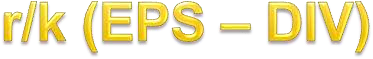 r/k (EPS – DIV)